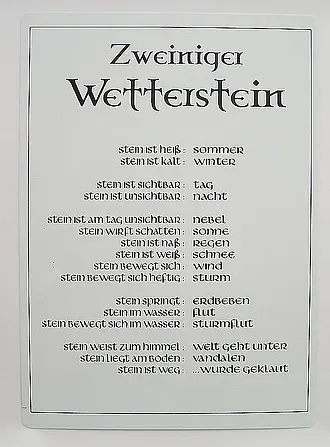 Zweiniger
Wetterstein
stein ist heiß: sommer
stein ist kalt: winter
stein ist sichtbar: tag
stein ist unsichtbar: nacht
stein ist am tag unsichtbar: nebel
stein wirft schatten: sonne
stein ist naß: regen
stein ist weiß: schnee
stein bewegt sich: wind
stein bewegt sich heftig: sturm
stein springt: erdbeben
stein im wasser: flut
stein bewegt sich im wasser: sturmflut
stein weist zum himmel: welt geht unter
stein liegt am boden: vandalen
stein ist weg: ...wurde geklaut